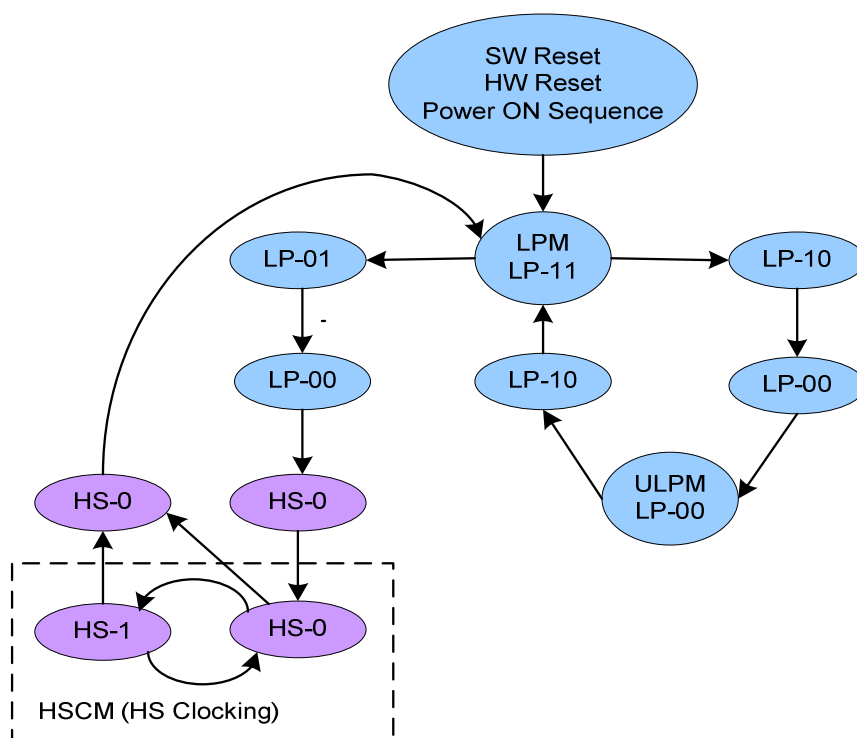 SW Reset
HW Reset
Power ON Sequence
LPM
LP-11
LP-01
LP-10
-
LP-00
LP-10
LP-00
ULPM
LP-00
HS-0
HS-0
HS-1
HS-0
HSCM (HS Clocking)